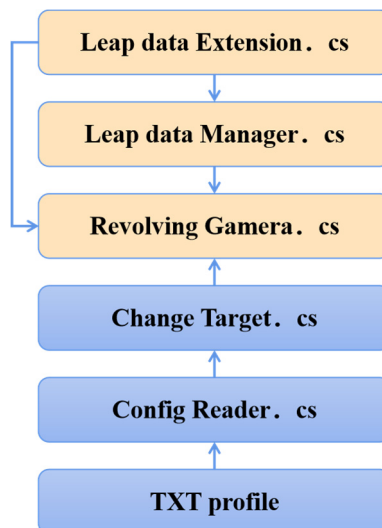 Leap data Extension. cs
Leap data Manager. cs
Revolving Gamera. cs
Change Target. cs
Config Reader. cs
TXT profile